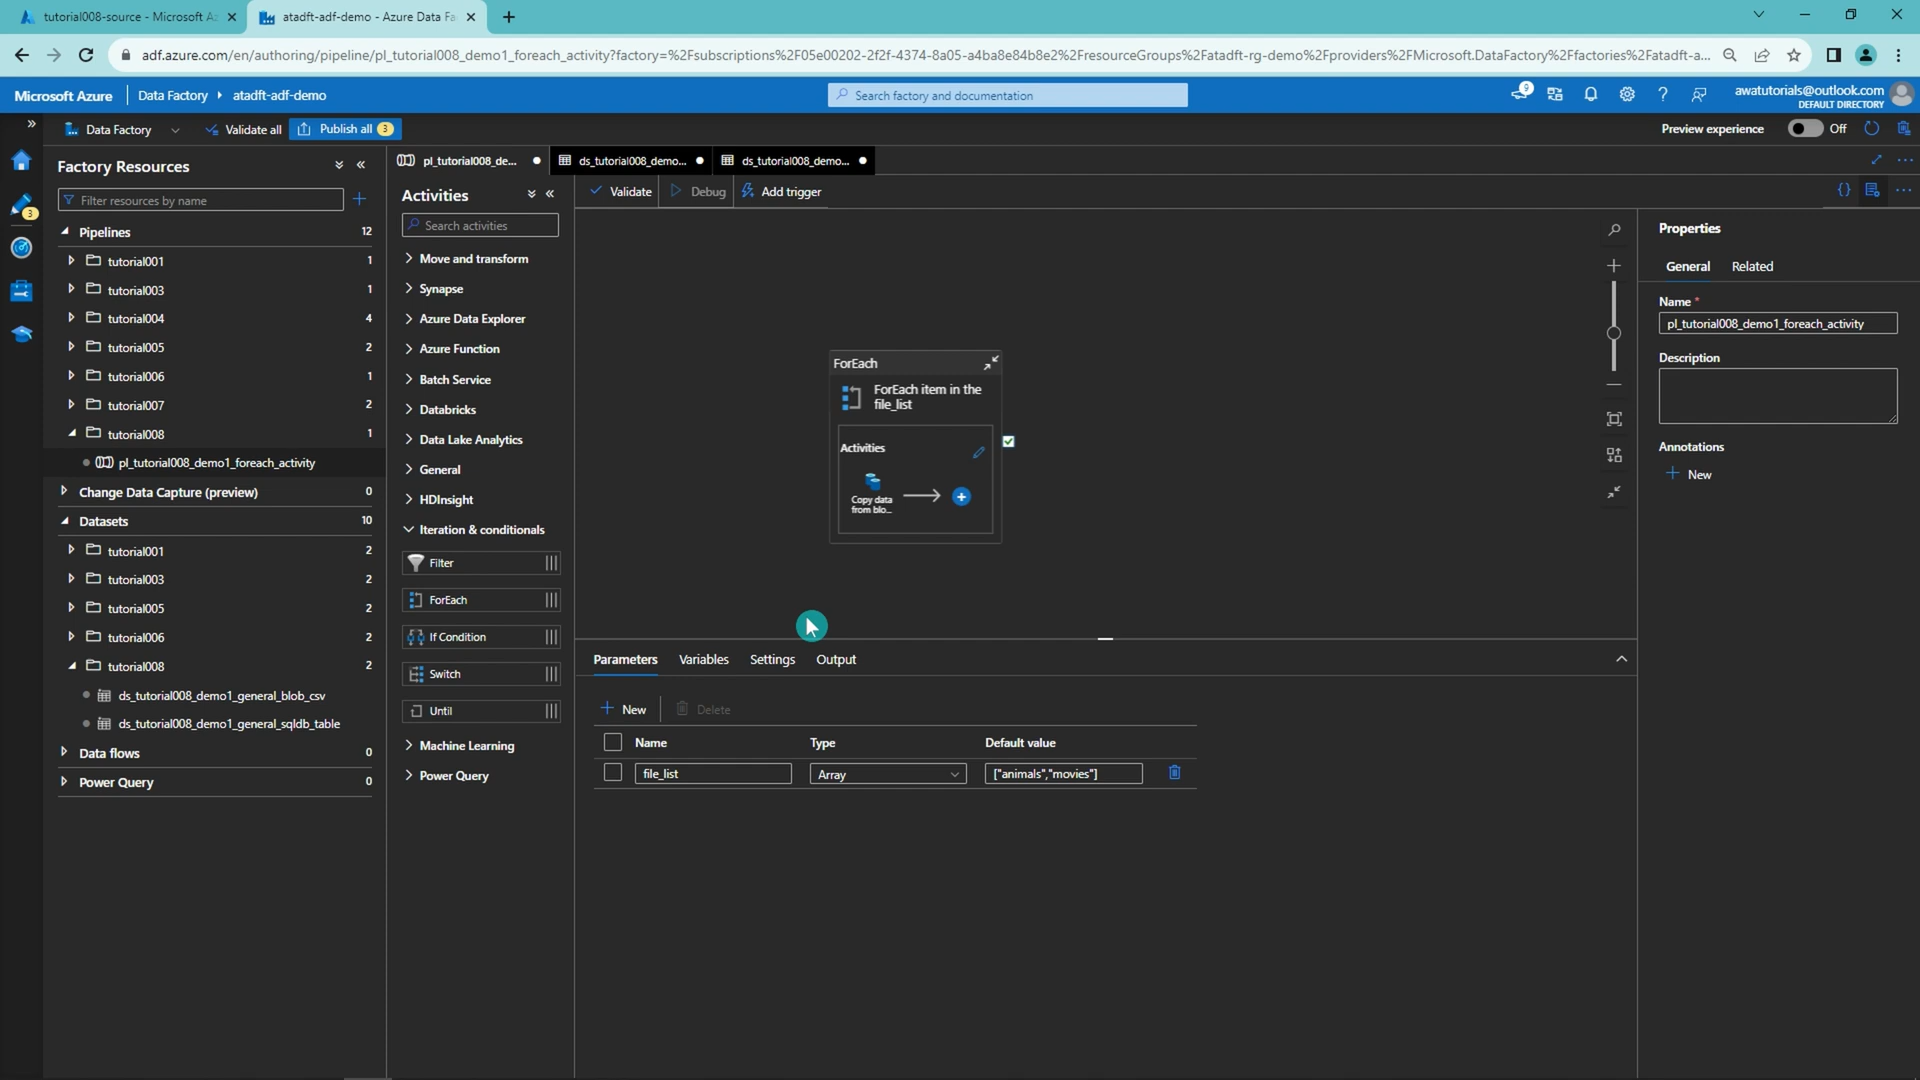 tutorial008-source - Microsoft Az
atadft-adf-demo - Azure Data Fa
adf.azure.com/en/authoring/pipeline/pl_tutorial008_demo1_foreach_activity?factory=%2Fsubscriptions%2F05e00202-2f2f-4374-8a05-a4ba8e84b8e2%2FresourceGroups%2Fatadft-rg-demo%2Fproviders%2FMicrosoft.DataFactory%2Ffactories%2Fatadft-a...
Microsoft Azure
Data Factory
atadft-adf-demo
Search factory and documentation
9
awatutorials@outlook.com
DEFAULT DIRECTORY
Data Factory
Validate all
Publish all 3
Preview experience
Off
3
Factory Resources
Filter resources by name
Pipelines 12
tutorial001 1
tutorial003 1
tutorial004 4
tutorial005 2
tutorial006 1
tutorial007 2
tutorial008 1
pl_tutorial008_demo1_foreach_activity
Change Data Capture (preview) 0
Datasets 10
tutorial001 2
tutorial003 2
tutorial005 2
tutorial006 2
tutorial008 2
ds_tutorial008_demo1_general_blob_csv
ds_tutorial008_demo1_general_sqldb_table
Data flows 0
Power Query 0
pl_tutorial008_de...
ds_tutorial008_demo...
ds_tutorial008_demo...
Activities
Search activities
Move and transform
Synapse
Azure Data Explorer
Azure Function
Batch Service
Databricks
Data Lake Analytics
General
HDInsight
Iteration & conditionals
Filter
ForEach
If Condition
Switch
Until
Machine Learning
Power Query
Validate
Debug
Add trigger
ForEach
ForEach item in the
file_list
Activities
Copy data
from blo...
Parameters
Variables
Settings
Output
New
Delete
Name
Type
Default value
file_list
Array
["animals","movies"]
Properties
General
Related
Name *
pl_tutorial008_demo1_foreach_activity
Description
Annotations
New